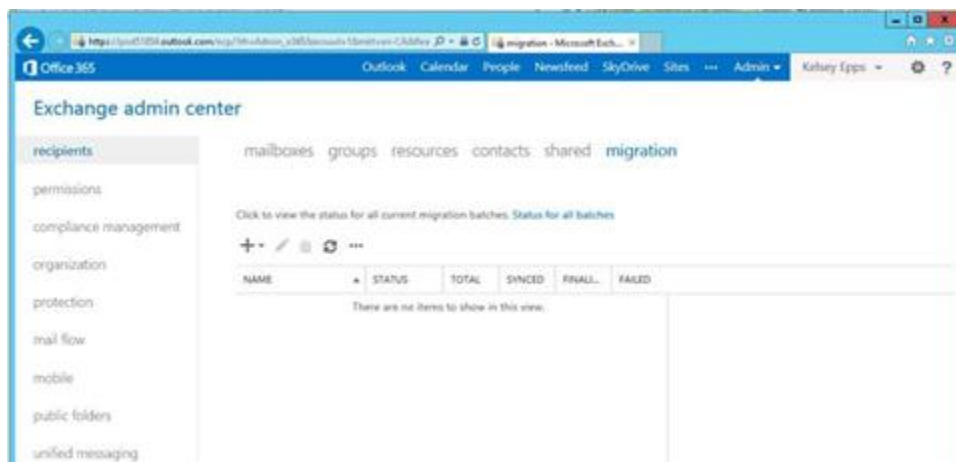 migration - Microsoft Exch...
Office 365 Outlook Calendar People Newsfeed SkyDrive Sites ••• Admin Kelsey Epps ?
Exchange admin center
recipients
mailboxes groups resources contacts shared migration
permissions
Click to view the status for all current migration batches. Status for all batches
compliance management
organization
NAME STATUS TOTAL SYNCED FINALI... FAILED
There are no items to show in this view.
protection
mail flow
mobile
public folders
unified messaging